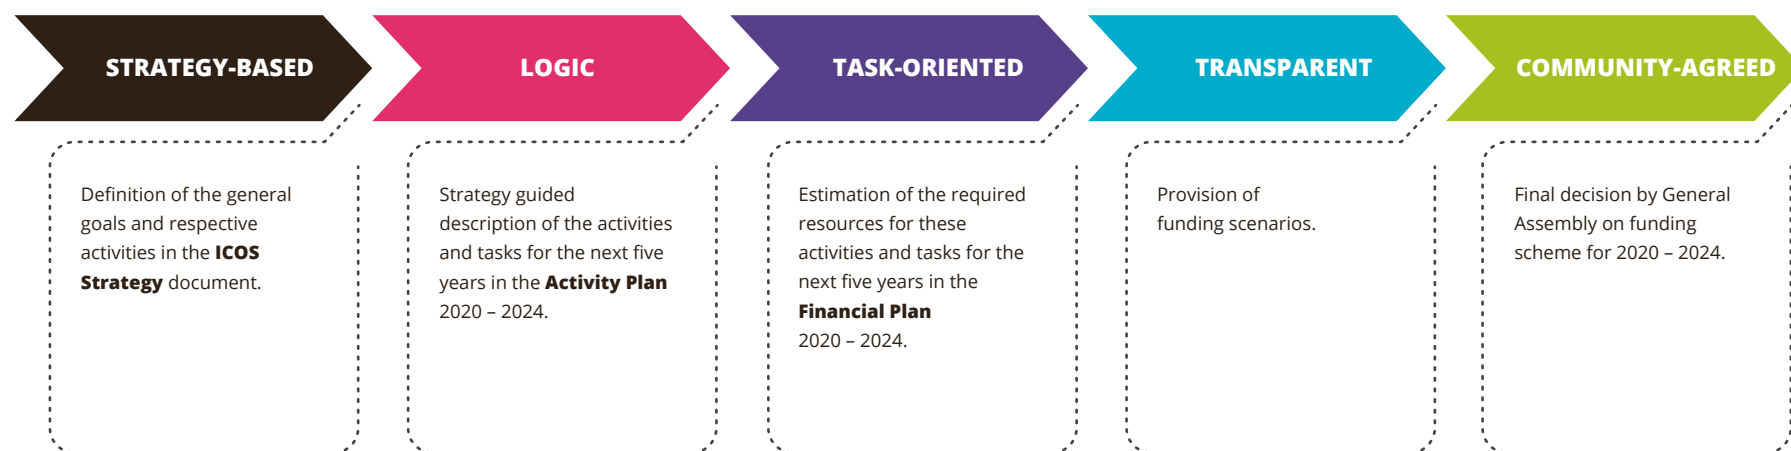 STRATEGY-BASED
LOGIC
TASK-ORIENTED
TRANSPARENT
COMMUNITY-AGREED
Definition of the general
goals and respective
activities in the ICOS
Strategy document.
Strategy guided
description of the activities
and tasks for the next five
years in the Activity Plan
2020 – 2024.
Estimation of the required
resources for these
activities and tasks for the
next five years in the
Financial Plan
2020 – 2024.
Provision of
funding scenarios.
Final decision by General
Assembly on funding
scheme for 2020 – 2024.